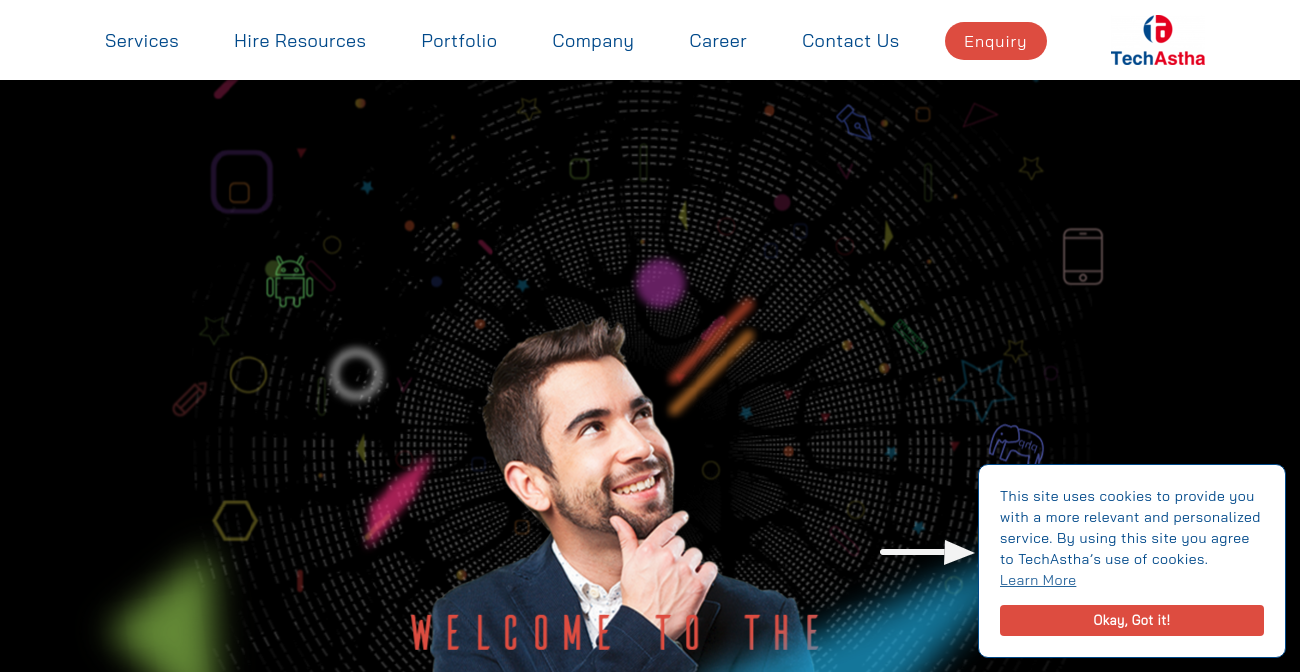 Services Hire Resources Portfolio Company Career Contact Us Enquiry
TechAstha
php
This site uses cookies to provide you
with a more relevant and personalized
service. By using this site you agree
to TechAstha’s use of cookies.
Learn More
Okay, Got it!
WELCOME TO THE